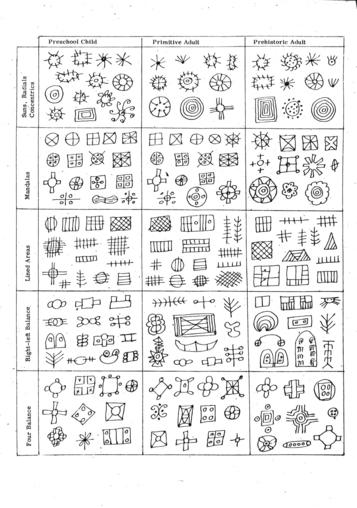 Preschool Child
Primitive Adult
Prehistoric Adult
Suns, Radials
Concentrics
Mandalas
Lined Areas
Right-left Balance
Four Balance